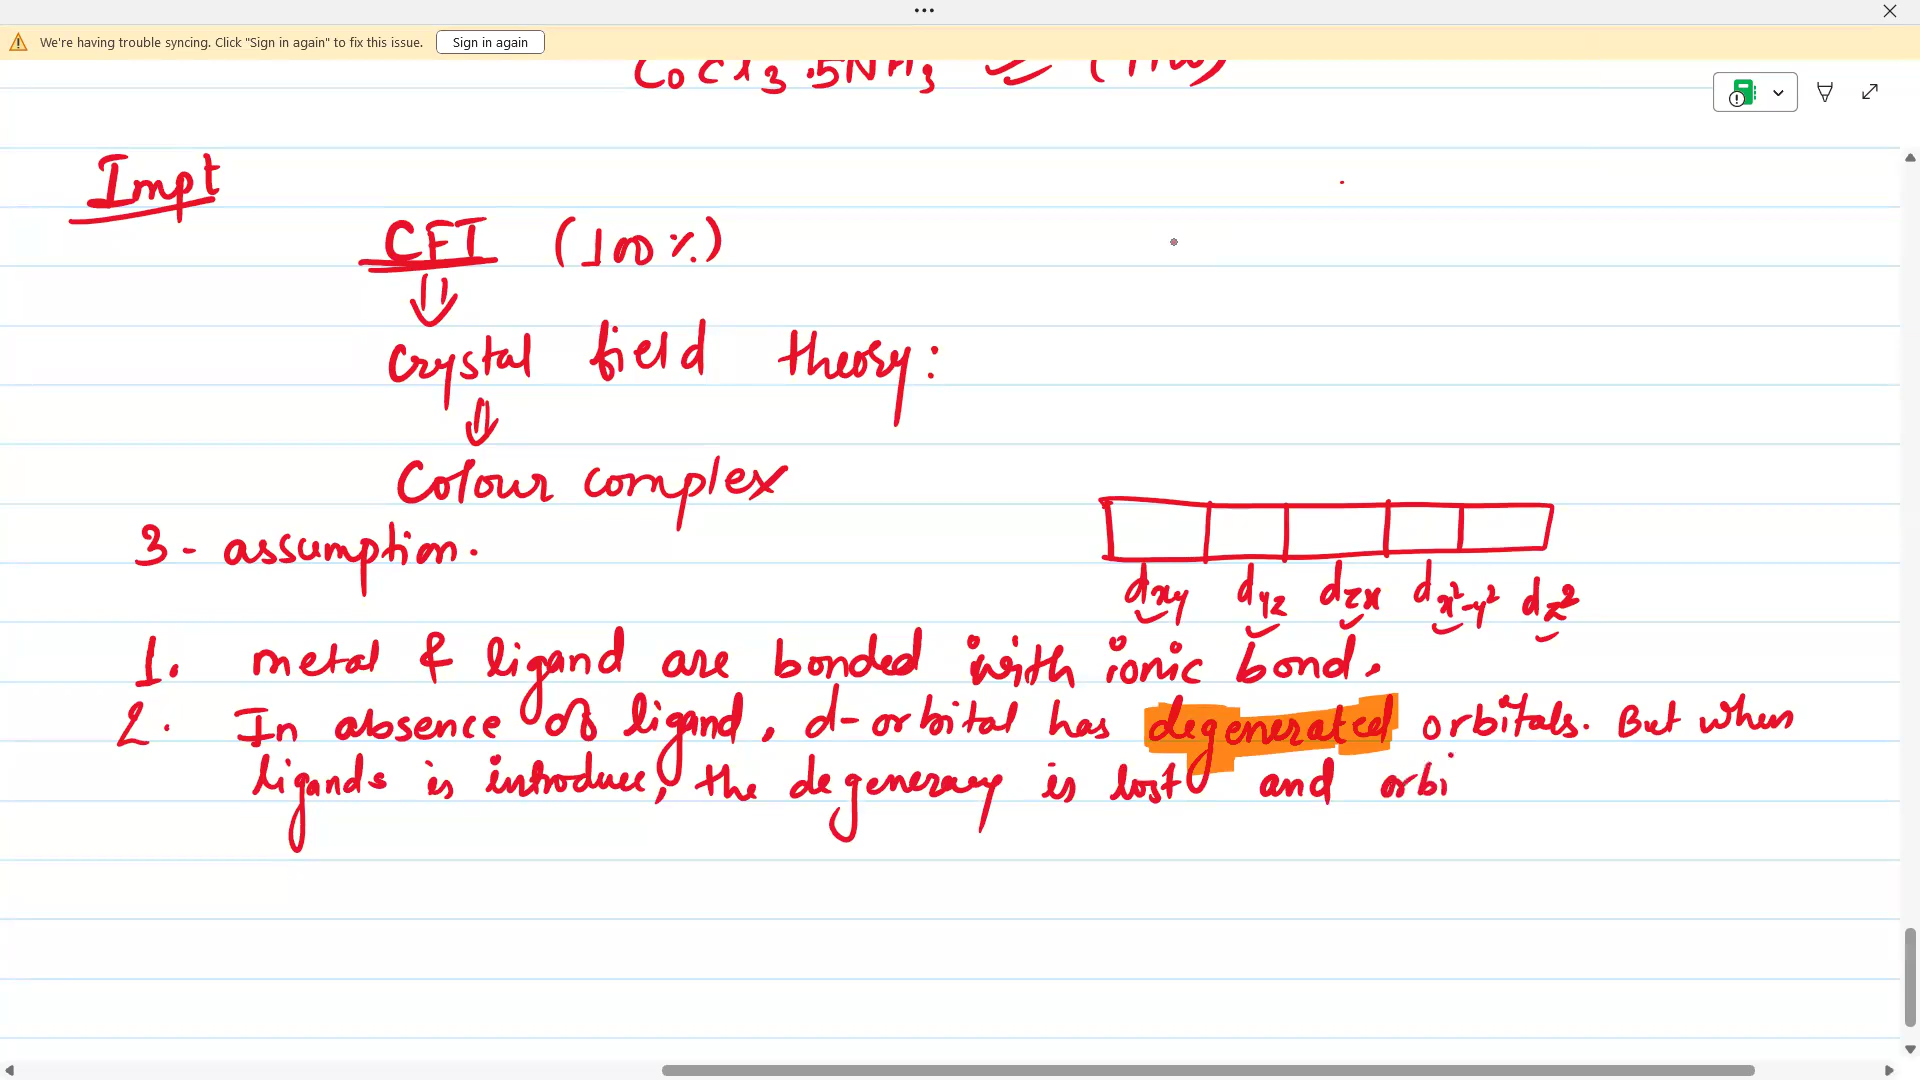 We're having trouble syncing. Click "Sign in again" to fix this issue. Sign in again
CoCl3.5NH3
Impt
CFT (100%)
Crystal field theory:
Colour complex
3- assumption.
dxy dyz dzx dx²-y² dz²
1. metal & ligand are bonded with ionic bond.
2. In absence of ligand, d-orbital has degenerated orbitals. But when
ligands is introduce, the degeneracy is lost and orbi